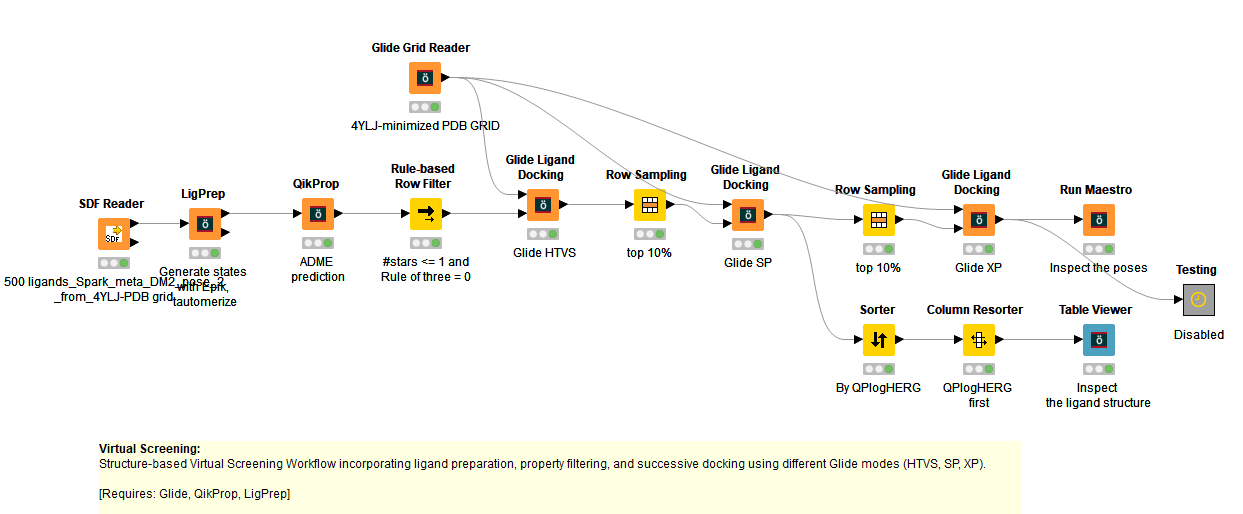 Glide Grid Reader
ö
4YLJ-minimized PDB GRID
SDF Reader
SDF
500 ligands_Spark_meta_DM2_pose_2
_from_4YLJ-PDB grid
LigPrep
ö
Generate states
with Epik,
tautomerize
QikProp
ö
ADME
prediction
Rule-based
Row Filter
#stars <= 1 and
Rule of three = 0
Glide Ligand
Docking
ö
Glide HTVS
Row Sampling
top 10%
Glide Ligand
Docking
ö
Glide SP
Row Sampling
top 10%
Glide Ligand
Docking
ö
Glide XP
Run Maestro
ö
Inspect the poses
Testing
Disabled
Sorter
By QPlogHERG
Column Resorter
QPlogHERG
first
Table Viewer
ö
Inspect
the ligand structure
Virtual Screening:
Structure-based Virtual Screening Workflow incorporating ligand preparation, property filtering, and successive docking using different Glide modes (HTVS, SP, XP).
[Requires: Glide, QikProp, LigPrep]